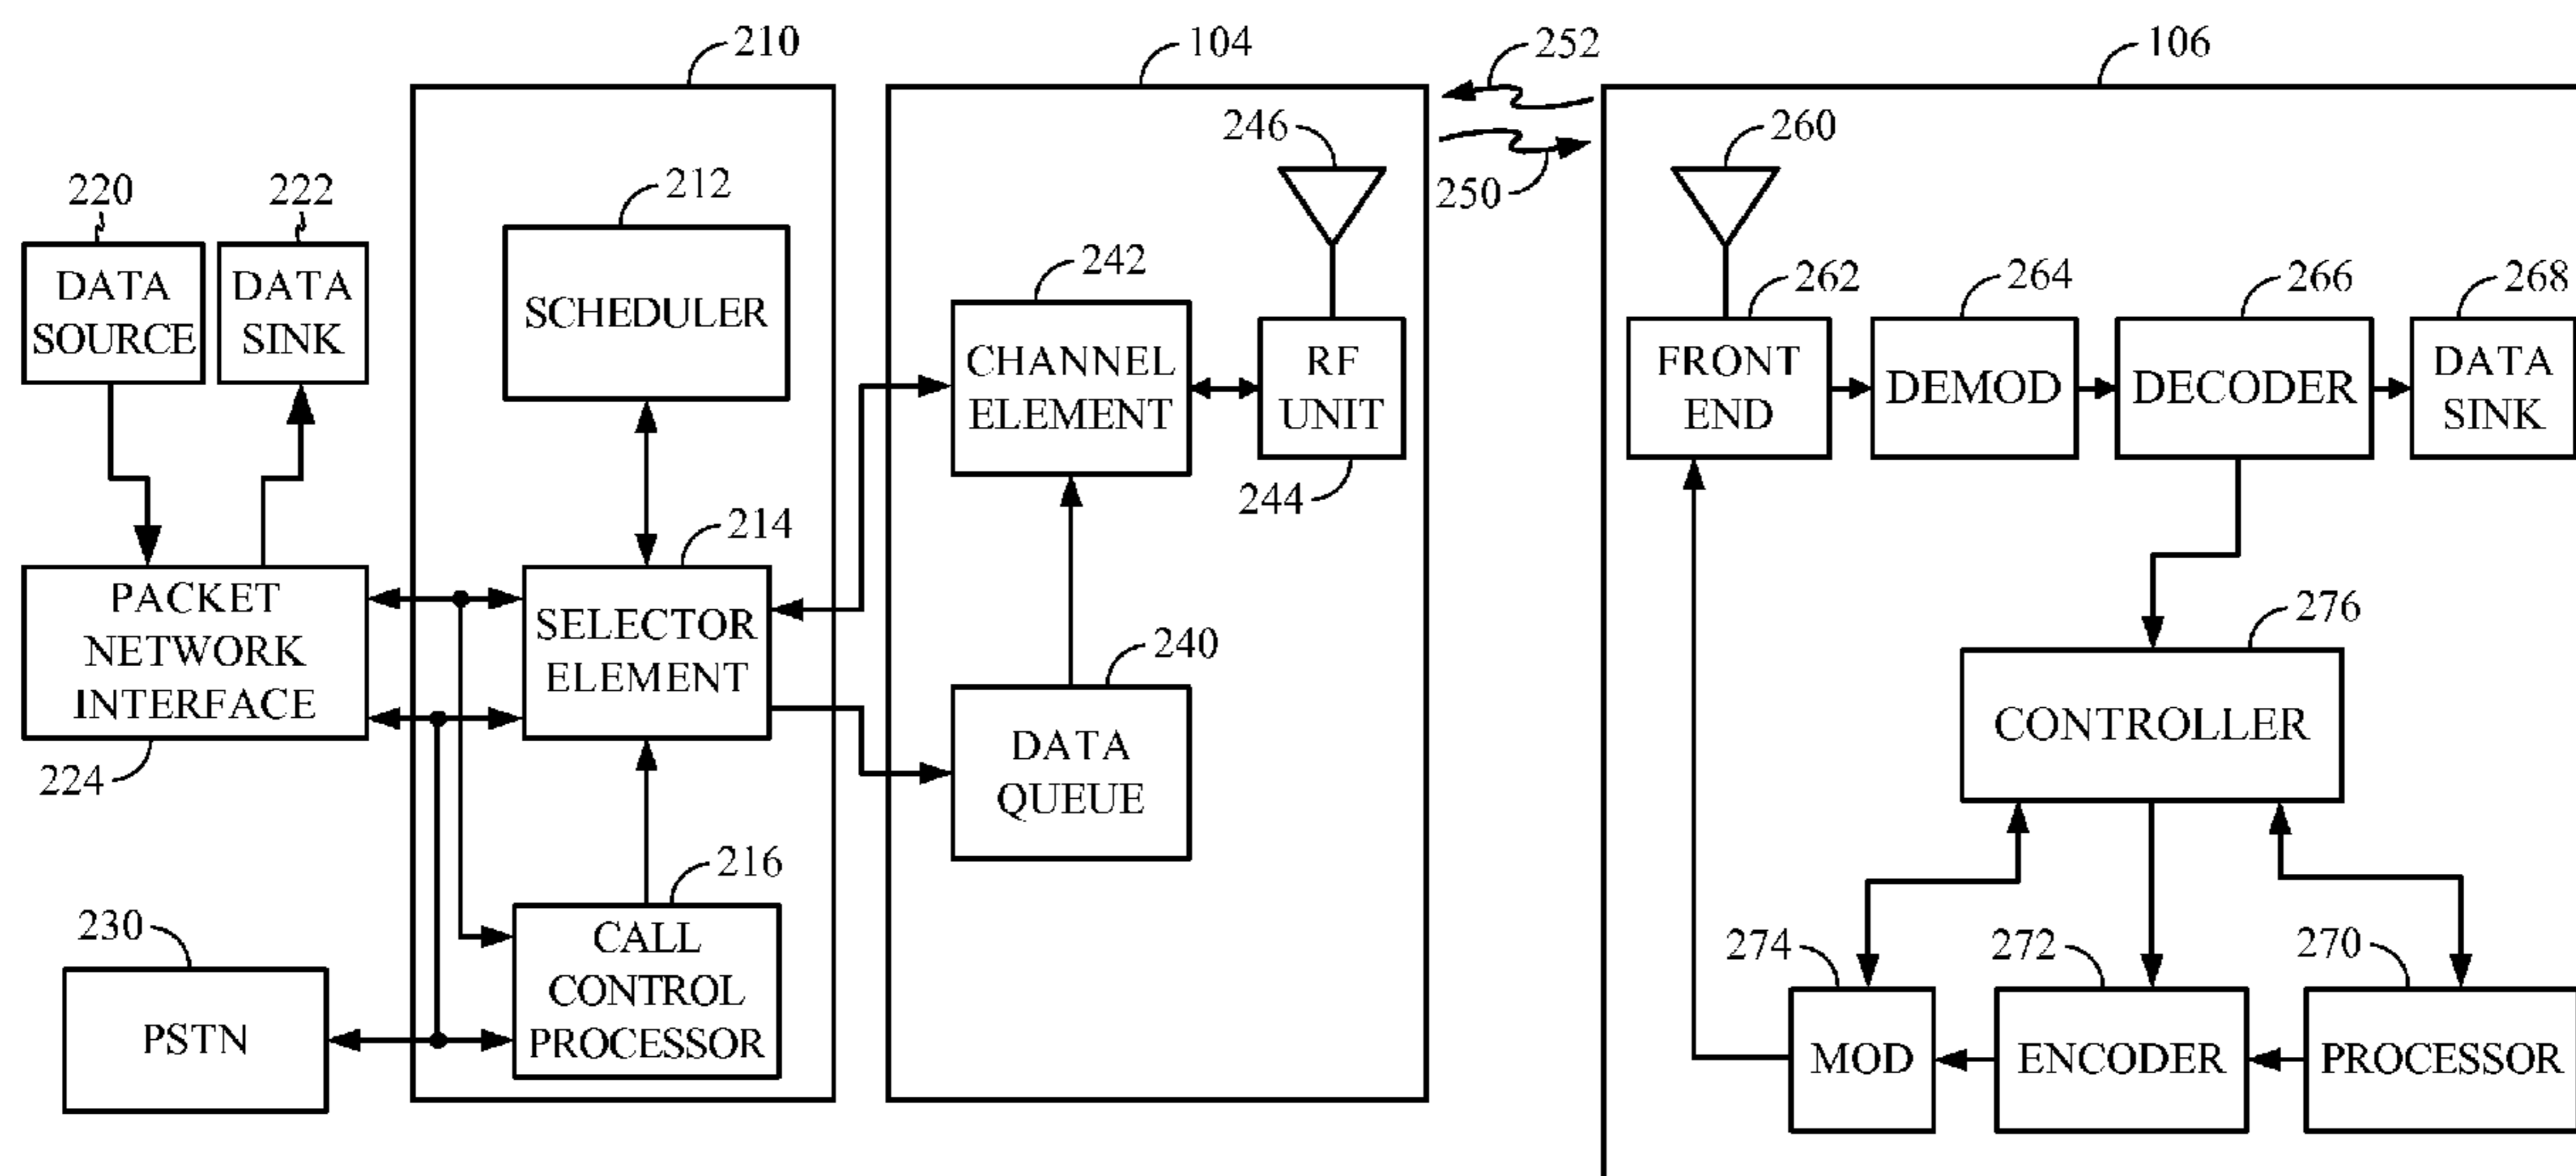 210
104
252
106
246
250
260
220
222
212
DATA
SOURCE
DATA
SINK
SCHEDULER
242
CHANNEL
ELEMENT
RF
UNIT
244
262
264
266
268
FRONT
END
DEMOD
DECODER
DATA
SINK
214
PACKET
NETWORK
INTERFACE
224
SELECTOR
ELEMENT
240
DATA
QUEUE
276
CONTROLLER
216
CALL
CONTROL
PROCESSOR
230
PSTN
274
272
270
MOD
ENCODER
PROCESSOR